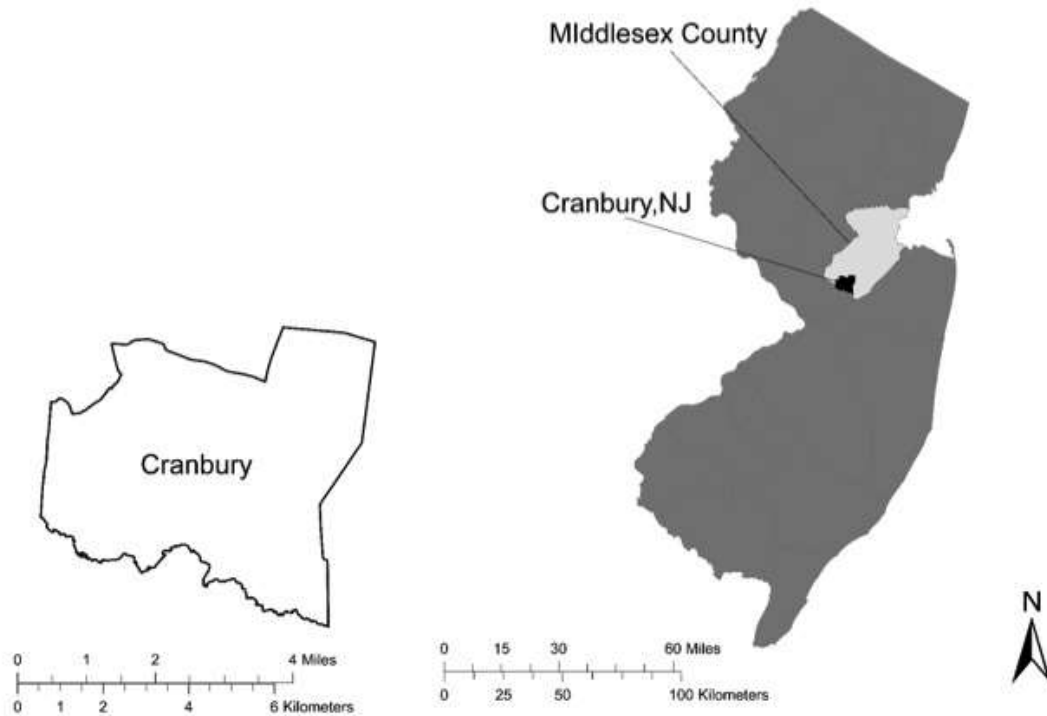 MIddlesex County
Cranbury,NJ
Cranbury
N
0 1 2 4 Miles
0 1 2 4 6 Kilometers
0 15 30 60 Miles
0 25 50 100 Kilometers